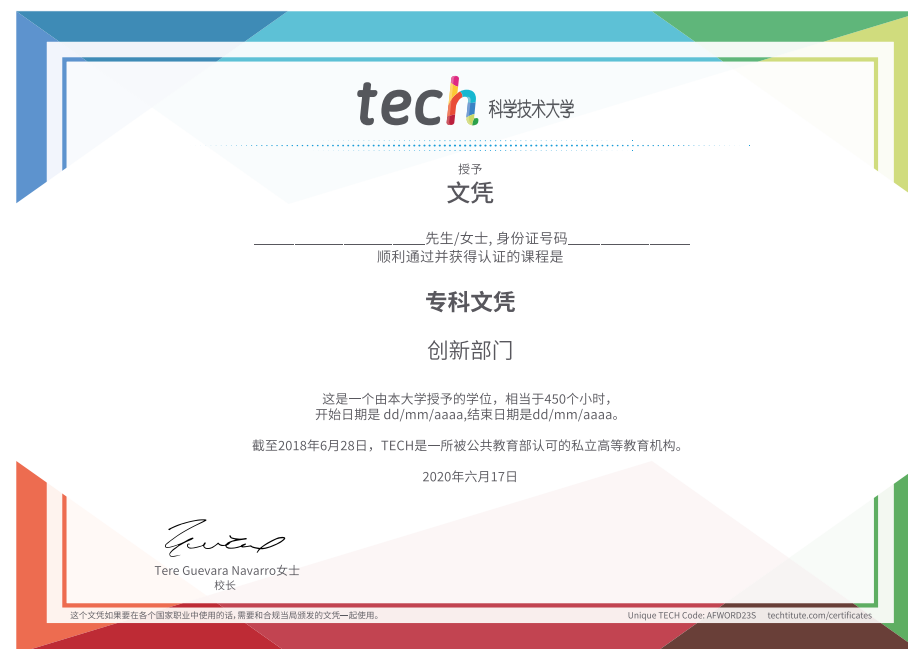 tech 科学技术大学
授予
文凭
______________________先生/女士, 身份证号码_______________
顺利通过并获得认证的课程是
专科文凭
创新部门
这是一个由本大学授予的学位，相当于450个小时，
开始日期是 dd/mm/aaaa,结束日期是dd/mm/aaaa。
截至2018年6月28日，TECH是一所被公共教育部认可的私立高等教育机构。
2020年六月17日
Tere Guevara Navarro女士
校长
这个文凭如果要在各个国家职业中使用的话,需要和合规当局颁发的文凭一起使用。
Unique TECH Code: AFWORD23S techtitute.com/certificates